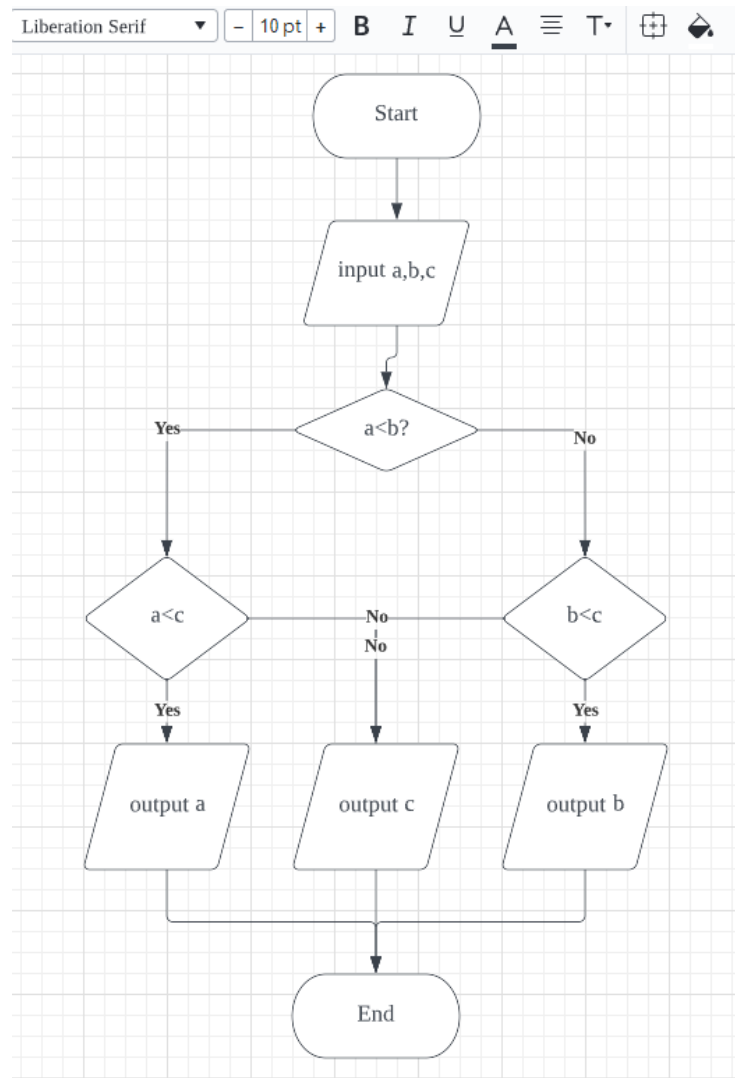 Liberation Serif − 10 pt + B I U A T
Start
input a,b,c
a<b?
Yes
No
a<c
No
b<c
No
Yes
Yes
output a
output c
output b
End